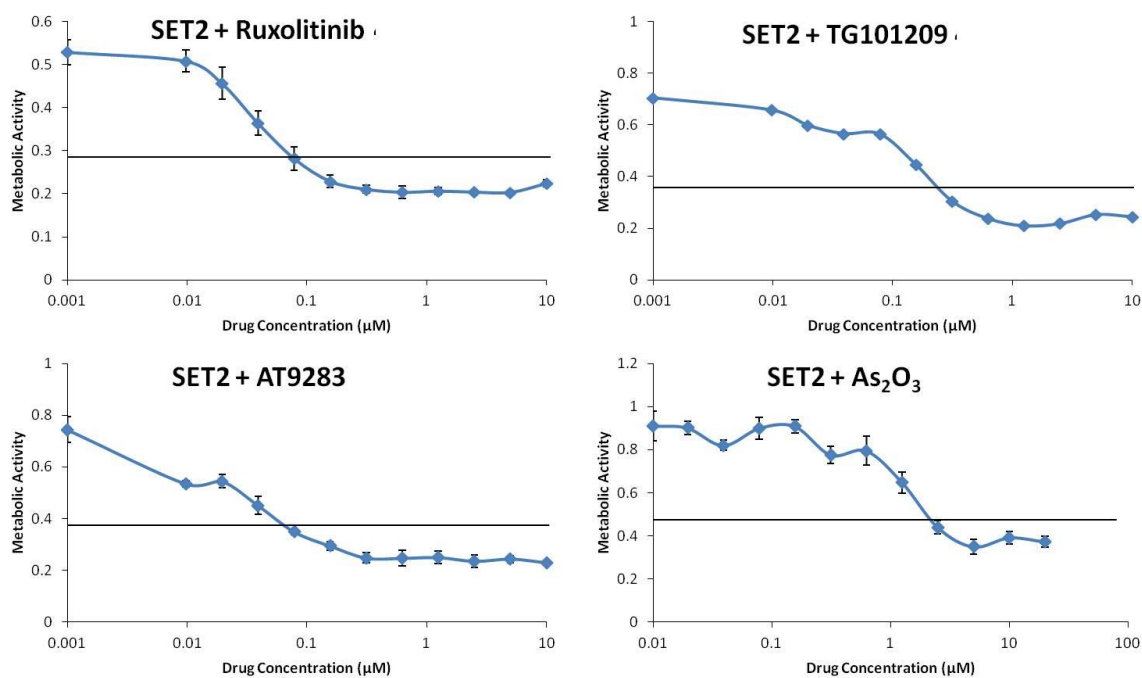 SET2 + Ruxolitinib
Metabolic Activity
0.6
0.5
0.4
0.3
0.2
0.1
0
0.001 0.01 0.1 1 10
Drug Concentration (µM)
SET2 + TG101209
Metabolic Activity
1
0.8
0.6
0.4
0.2
0
0.001 0.01 0.1 1 10
Drug Concentration (µM)
SET2 + AT9283
Metabolic Activity
1
0.8
0.6
0.4
0.2
0
0.001 0.01 0.1 1 10
Drug Concentration (µM)
SET2 + As₂O₃
Metabolic Activity
1.2
1
0.8
0.6
0.4
0.2
0
0.01 0.1 1 10 100
Drug Concentration (µM)